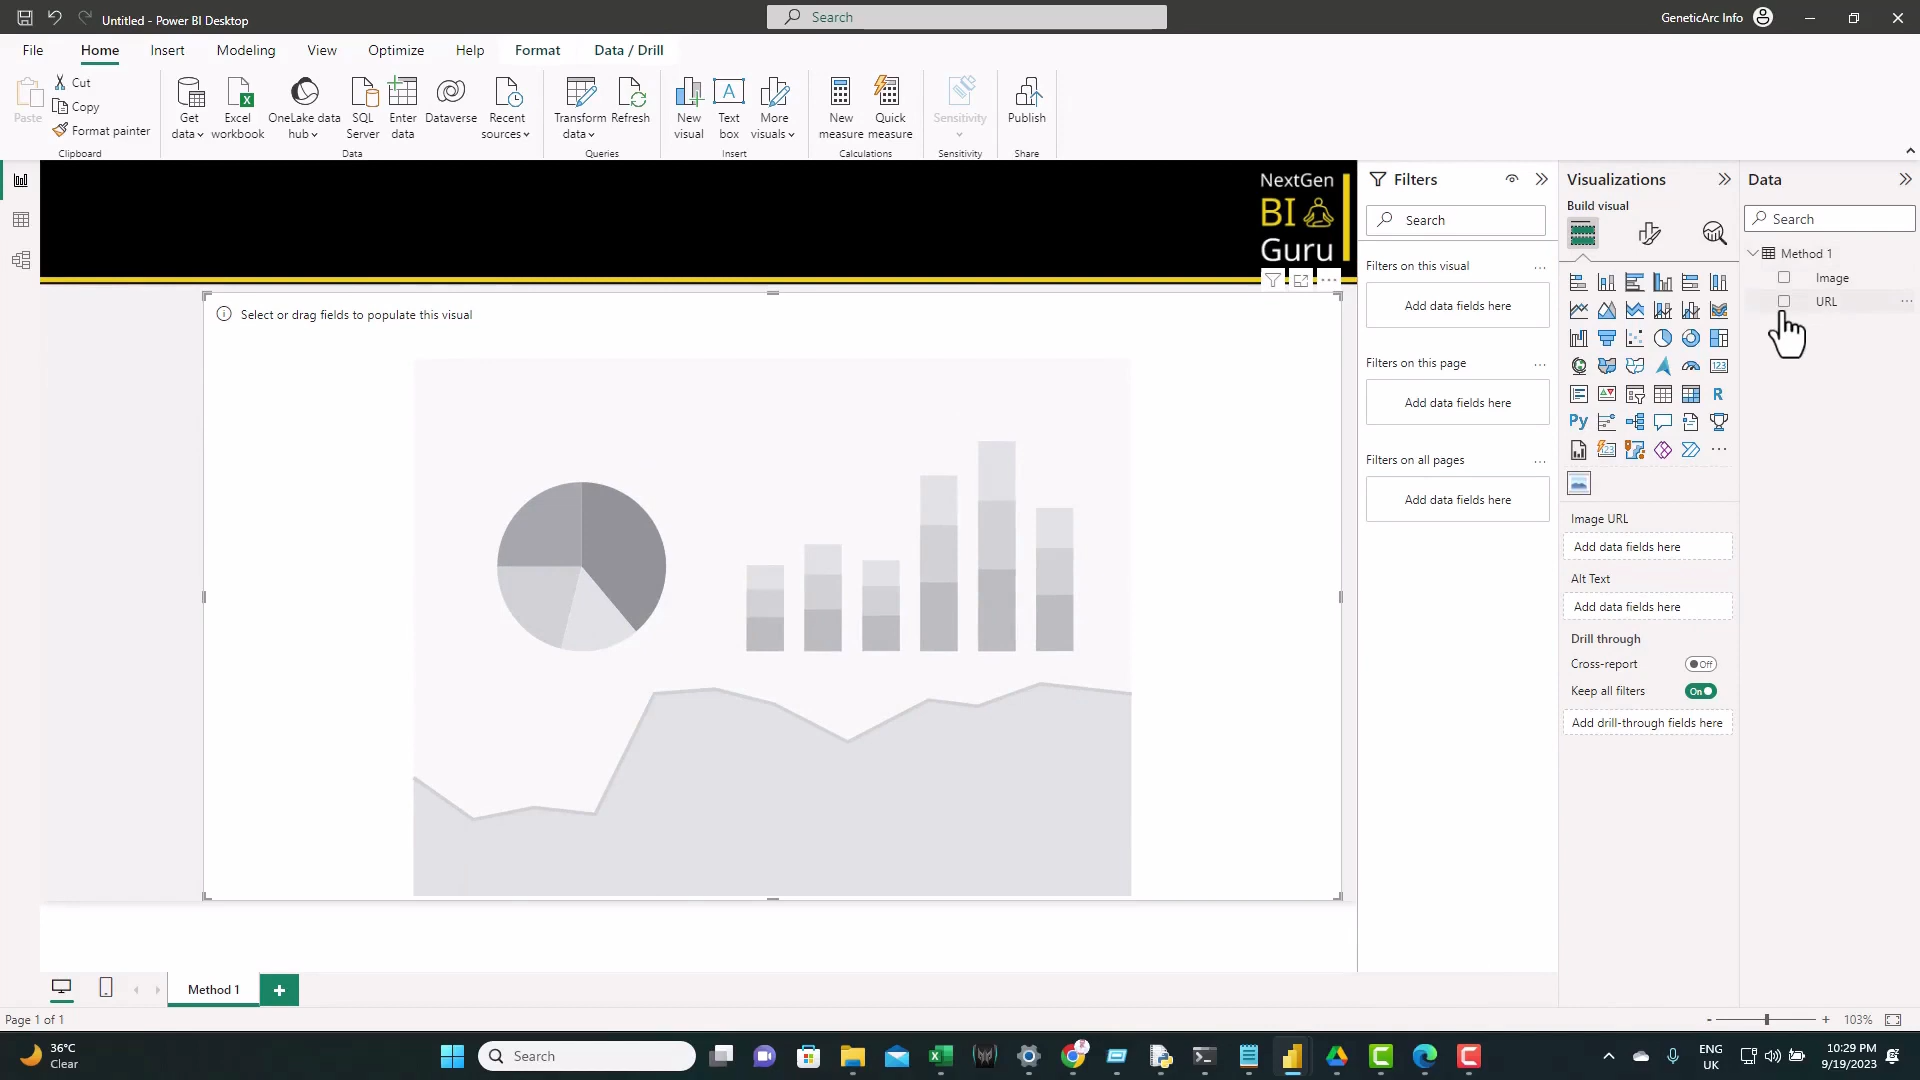 Untitled - Power BI Desktop
Search
GeneticArc Info
File
Home
Insert
Modeling
View
Optimize
Help
Format
Data / Drill
Paste
Cut
Copy
Format painter
Clipboard
Get
data
Excel
workbook
OneLake data
hub
SQL
Server
Enter
data
Dataverse
Recent
sources
Data
Transform
data
Refresh
Queries
New
visual
Text
box
More
visuals
Insert
New
measure
Quick
measure
Calculations
Sensitivity
Sensitivity
Publish
Share
NextGen
BI
Guru
Select or drag fields to populate this visual
Filters
Search
Filters on this visual
Add data fields here
Filters on this page
Add data fields here
Filters on all pages
Add data fields here
Visualizations
Build visual
123
R
Py
123
Image URL
Add data fields here
Alt Text
Add data fields here
Drill through
Cross-report
Off
Keep all filters
On
Add drill-through fields here
Data
Search
Method 1
Image
URL
Method 1
Page 1 of 1
103%
36°C
Clear
Search
ENG
UK
10:29 PM
9/19/2023